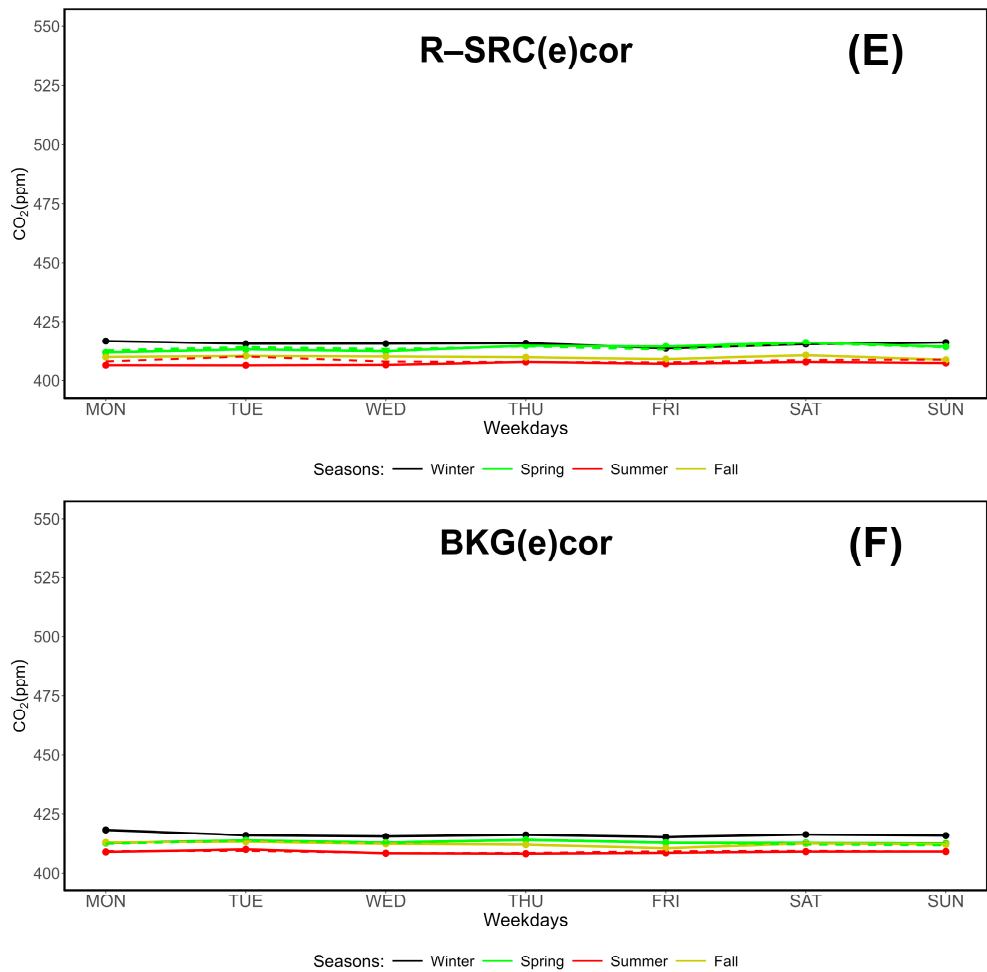 R–SRC(e)cor (E)
550
525
500
475
450
425
400
CO₂(ppm)
MON TUE WED THU FRI SAT SUN
Weekdays
Seasons: Winter Spring Summer Fall
BKG(e)cor (F)
550
525
500
475
450
425
400
CO₂(ppm)
MON TUE WED THU FRI SAT SUN
Weekdays
Seasons: Winter Spring Summer Fall